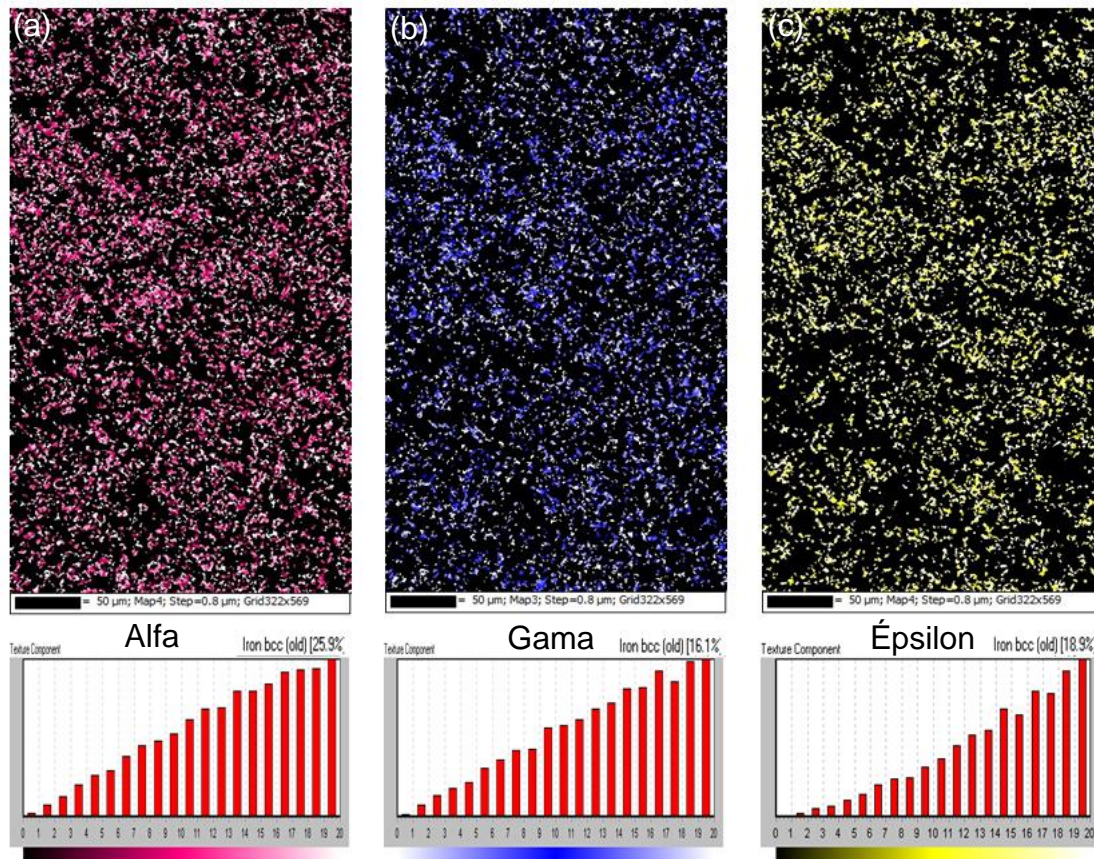 (a)
(b)
(c)
= 50 µm; Map4; Step=0.8 µm; Grid322x569
= 50 µm; Map3; Step=0.8 µm; Grid322x569
= 50 µm; Map4; Step=0.8 µm; Grid322x569
Alfa
Texture Component
Iron bcc (old) [25.9%
0 1 2 3 4 5 6 7 8 9 10 11 12 13 14 15 16 17 18 19 20
Gama
Texture Component
Iron bcc (old) [16.1%
0 1 2 3 4 5 6 7 8 9 10 11 12 13 14 15 16 17 18 19 20
Épsilon
Texture Component
Iron bcc (old) [18.9%]
0 1 2 3 4 5 6 7 8 9 10 11 12 13 14 15 16 17 18 19 20